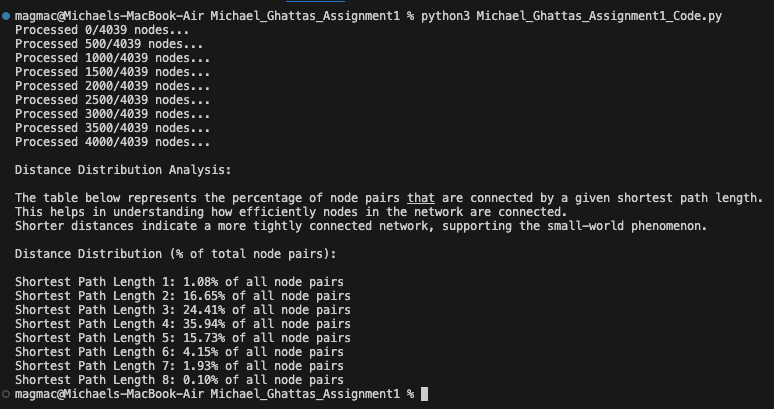 magmac@Michaels-MacBook-Air Michael_Ghattas_Assignment1 % python3 Michael_Ghattas_Assignment1_Code.py
Processed 0/4039 nodes...
Processed 500/4039 nodes...
Processed 1000/4039 nodes...
Processed 1500/4039 nodes...
Processed 2000/4039 nodes...
Processed 2500/4039 nodes...
Processed 3000/4039 nodes...
Processed 3500/4039 nodes...
Processed 4000/4039 nodes...
Distance Distribution Analysis:
The table below represents the percentage of node pairs that are connected by a given shortest path length.
This helps in understanding how efficiently nodes in the network are connected.
Shorter distances indicate a more tightly connected network, supporting the small-world phenomenon.
Distance Distribution (% of total node pairs):
Shortest Path Length 1: 1.08% of all node pairs
Shortest Path Length 2: 16.65% of all node pairs
Shortest Path Length 3: 24.41% of all node pairs
Shortest Path Length 4: 35.94% of all node pairs
Shortest Path Length 5: 15.73% of all node pairs
Shortest Path Length 6: 4.15% of all node pairs
Shortest Path Length 7: 1.93% of all node pairs
Shortest Path Length 8: 0.10% of all node pairs
magmac@Michaels-MacBook-Air Michael_Ghattas_Assignment1 %